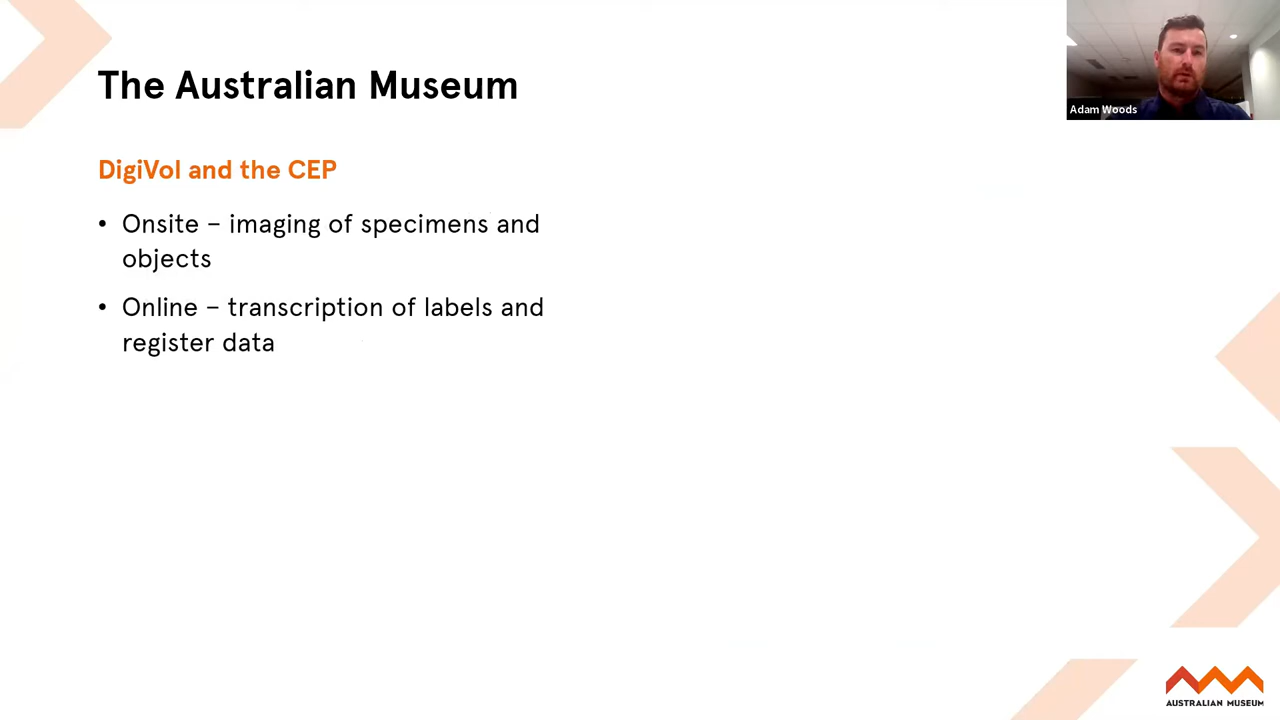 The Australian Museum
Adam Woods
DigiVol and the CEP
• Onsite – imaging of specimens and
objects
• Online – transcription of labels and
register data
AUSTRALIAN MUSEUM